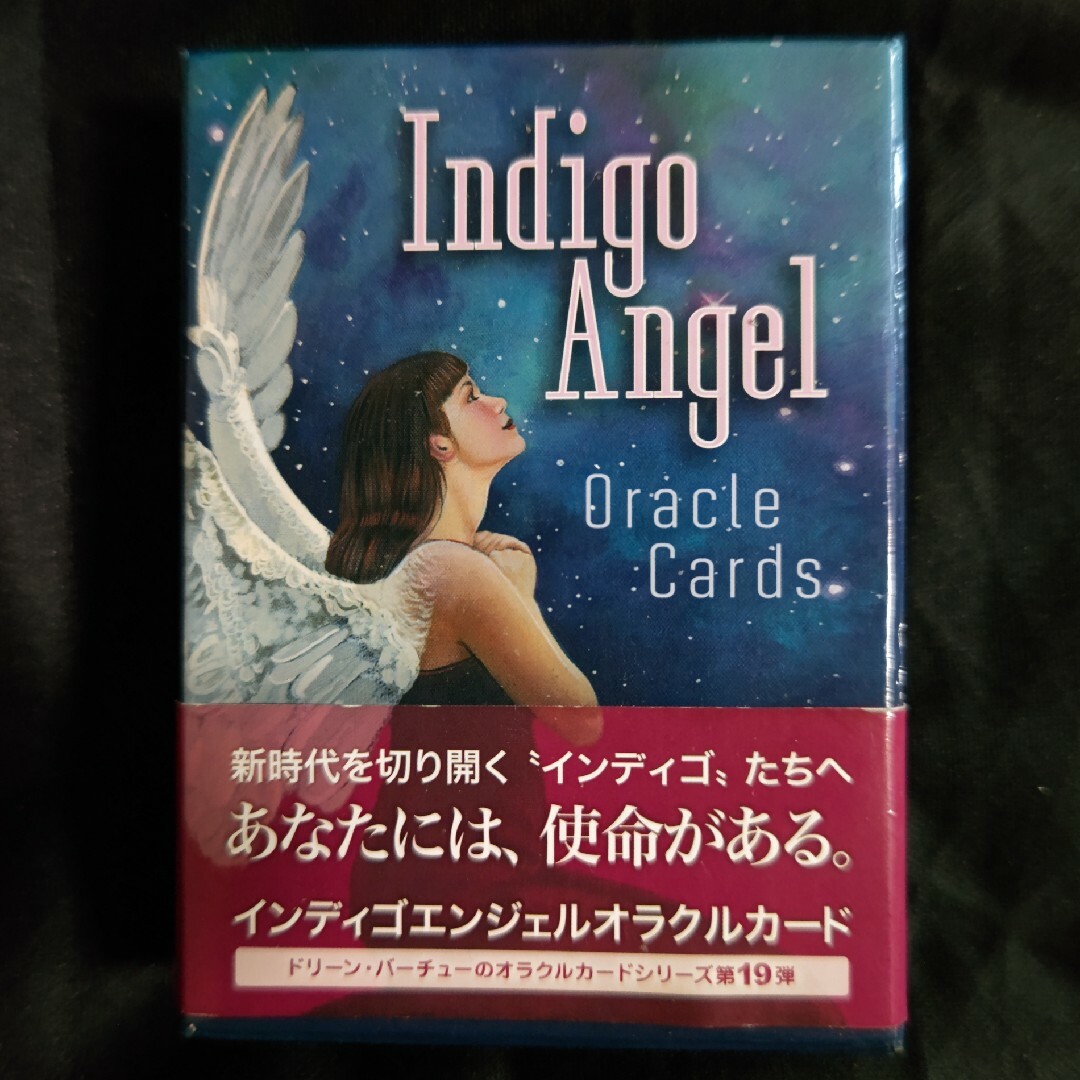 Indigo
Angel
Oracle
Cards
新時代を切り開く〝インディゴ〟たちへ
あなたには、使命がある。
インディゴエンジェルオラクルカード
ドリーン・バーチューのオラクルカードシリーズ第19弾